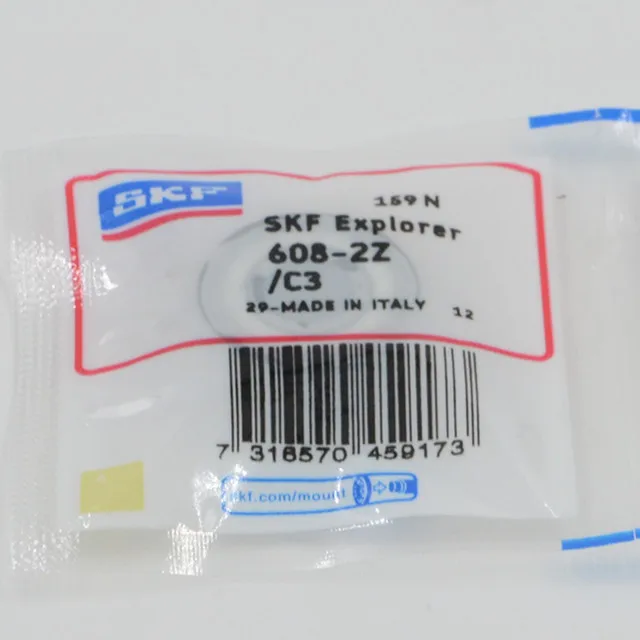 SKF
159 N
SKF Explorer
608-2Z
/C3
29-MADE IN ITALY 12
7 316570 459173
skf.com/mount